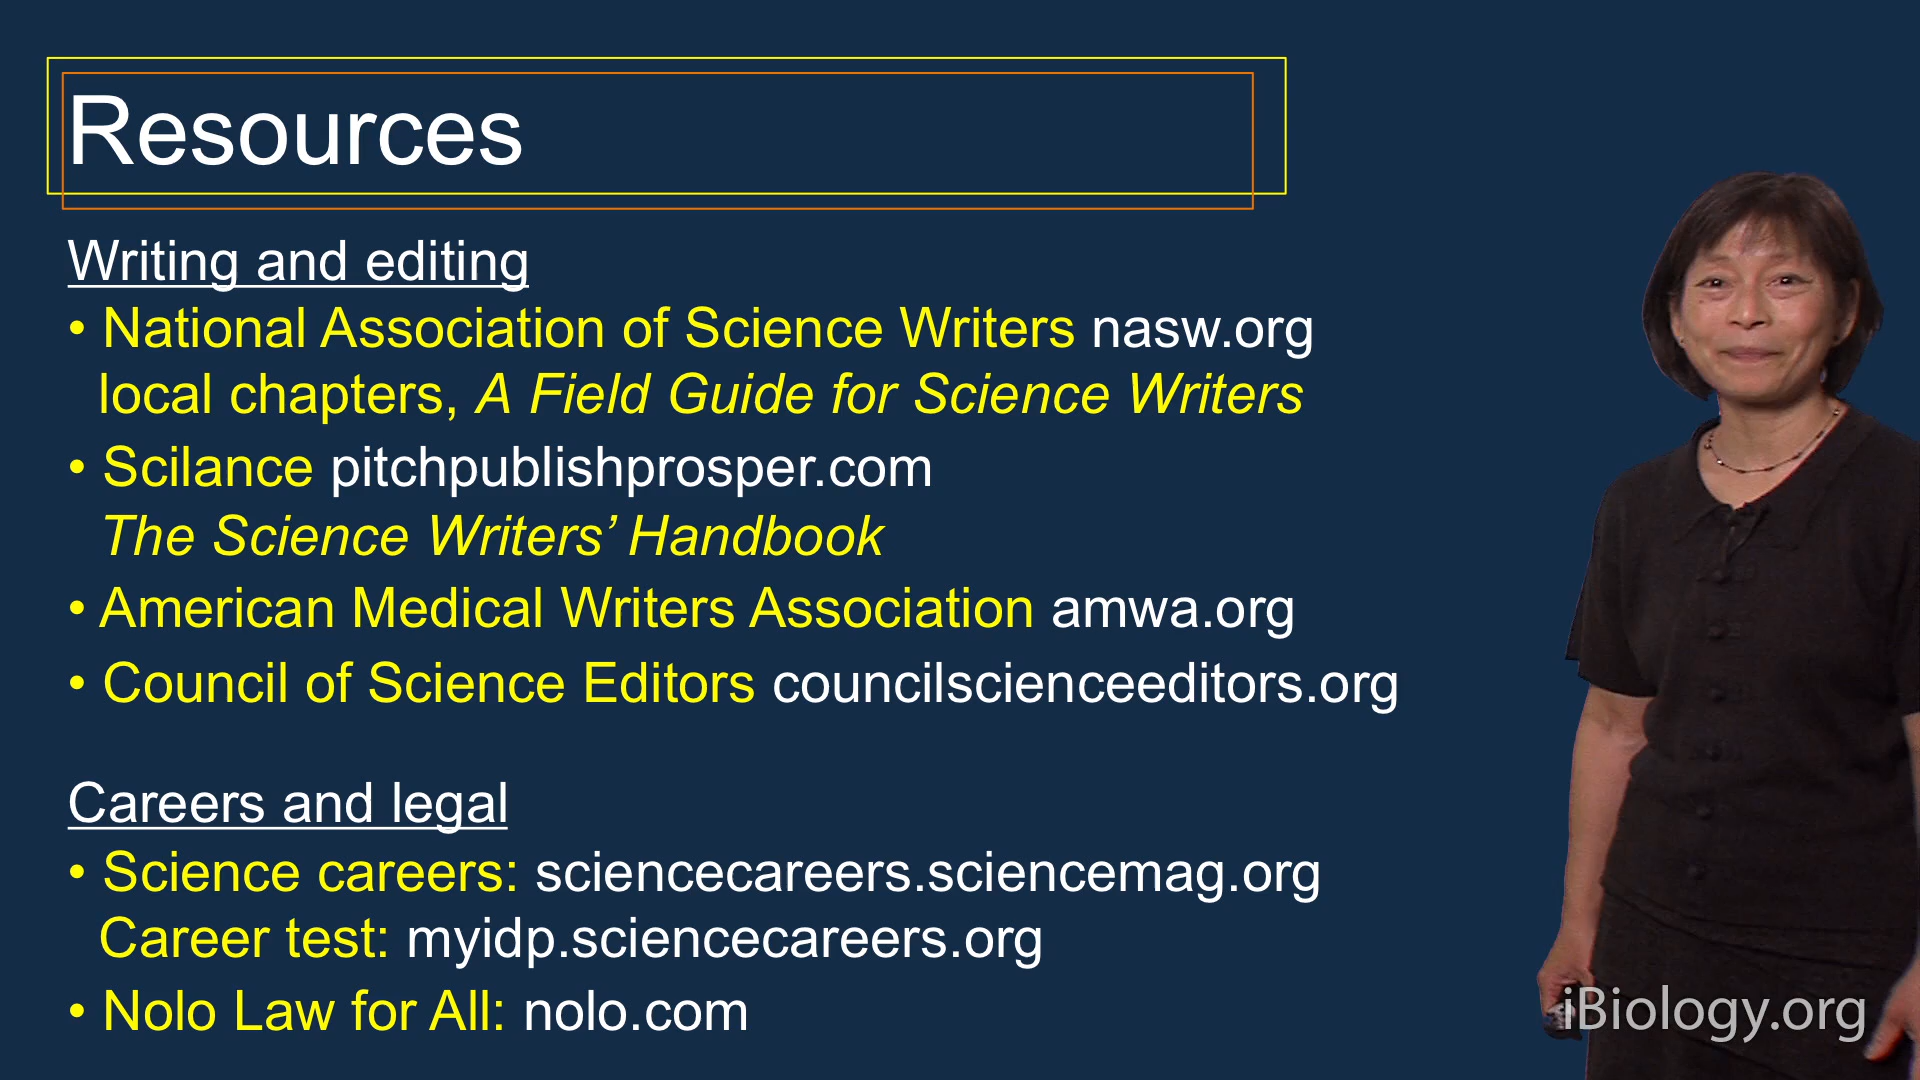 Resources
Writing and editing
• National Association of Science Writers nasw.org
local chapters, A Field Guide for Science Writers
• Scilance pitchpublishprosper.com
The Science Writers’ Handbook
• American Medical Writers Association amwa.org
• Council of Science Editors councilscienceeditors.org
Careers and legal
• Science careers: sciencecareers.sciencemag.org
Career test: myidp.sciencecareers.org
• Nolo Law for All: nolo.com
iBiology.org